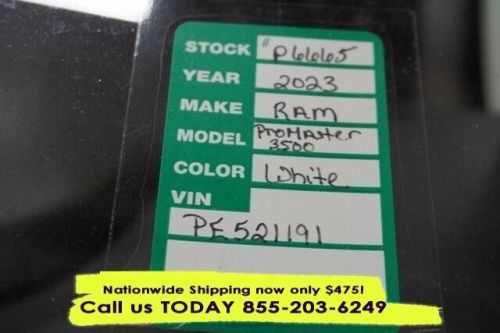 STOCK # P6665
YEAR 2023
MAKE RAM
MODEL ProMaster
3500
COLOR White
VIN
PE521191
Nationwide Shipping now only $475!
Call us TODAY 855-203-6249